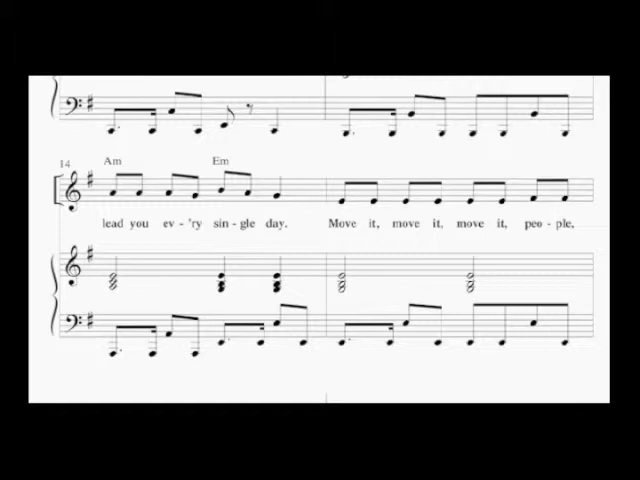 14 Am Em
lead you ev - 'ry sin - gle day. Move it, move it, move it, peo - ple,